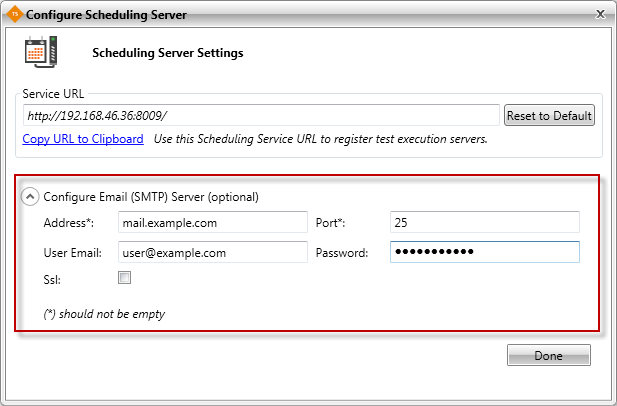 TS Configure Scheduling Server
Scheduling Server Settings
Service URL
http://192.168.46.36:8009/ Reset to Default
Copy URL to Clipboard Use this Scheduling Service URL to register test execution servers.
Configure Email (SMTP) Server (optional)
Address*: mail.example.com Port*: 25
User Email: user@example.com Password: ●●●●●●●●●●●
Ssl:
(*) should not be empty
Done